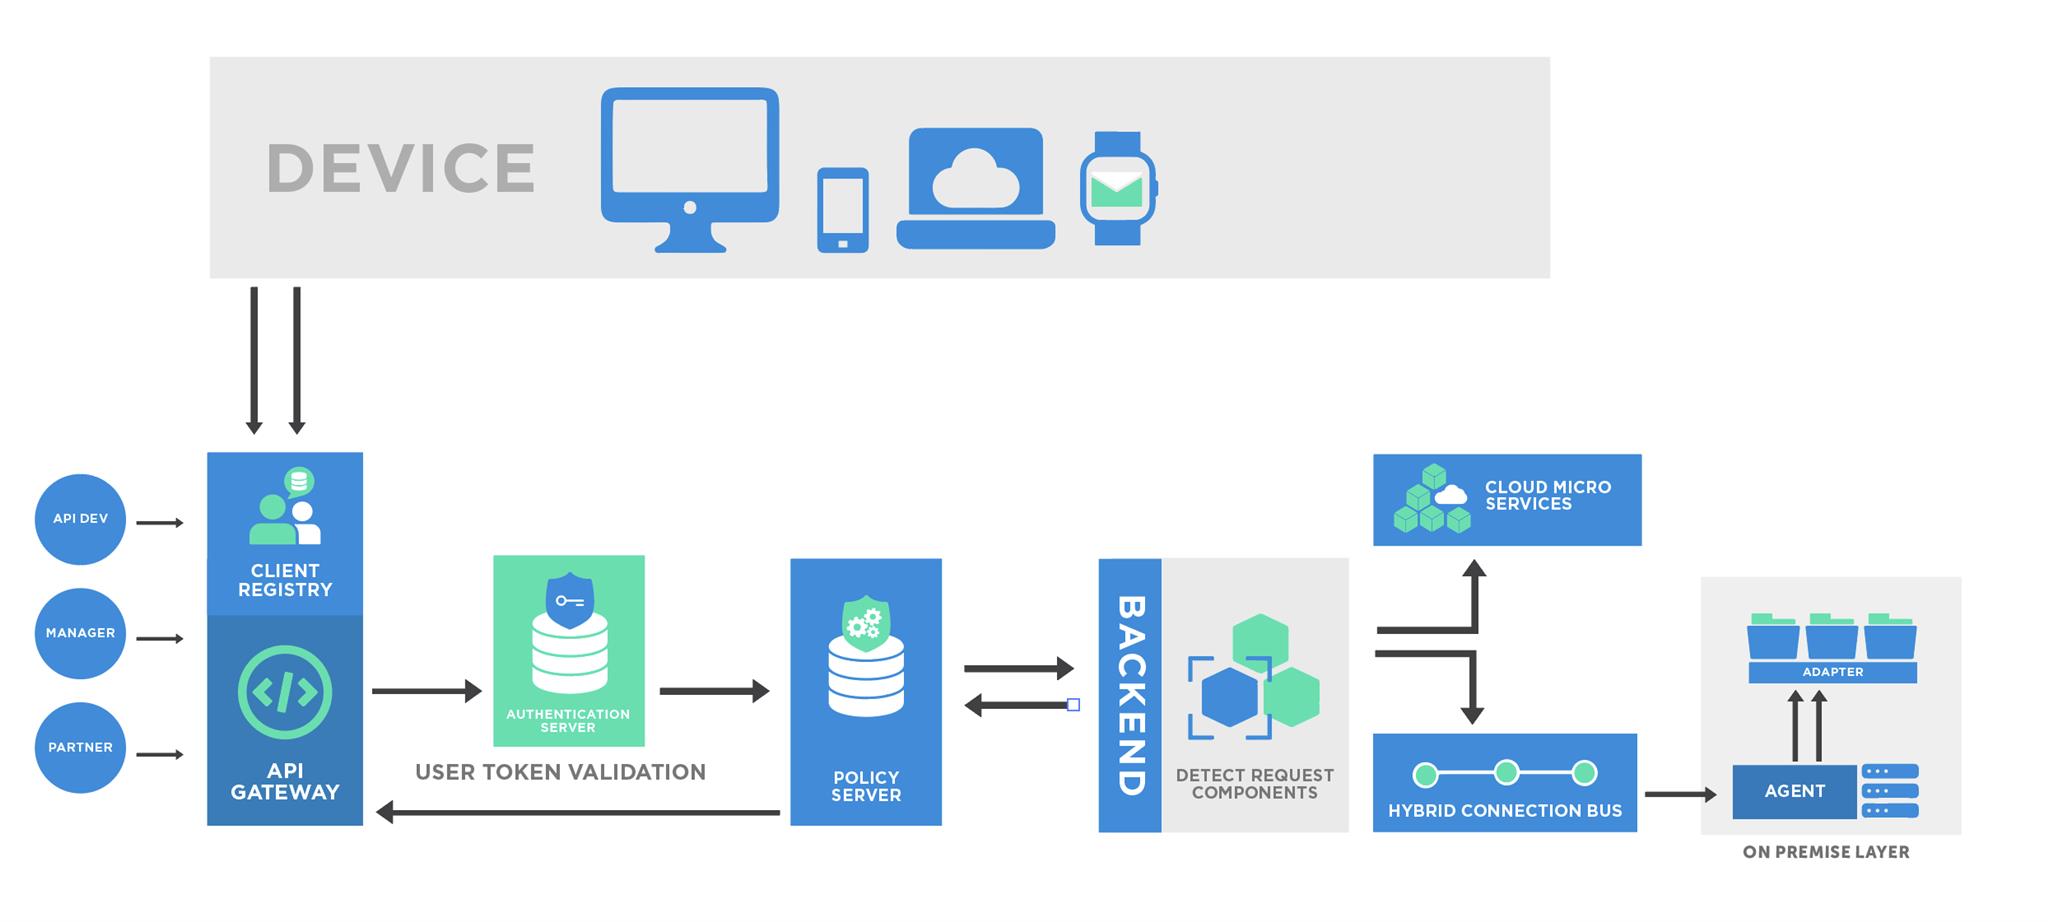 DEVICE
API DEV
MANAGER
PARTNER
CLIENT
REGISTRY
API
GATEWAY
AUTHENTICATION
SERVER
USER TOKEN VALIDATION
POLICY
SERVER
BACKEND
DETECT REQUEST
COMPONENTS
CLOUD MICRO
SERVICES
HYBRID CONNECTION BUS
ADAPTER
AGENT
ON PREMISE LAYER